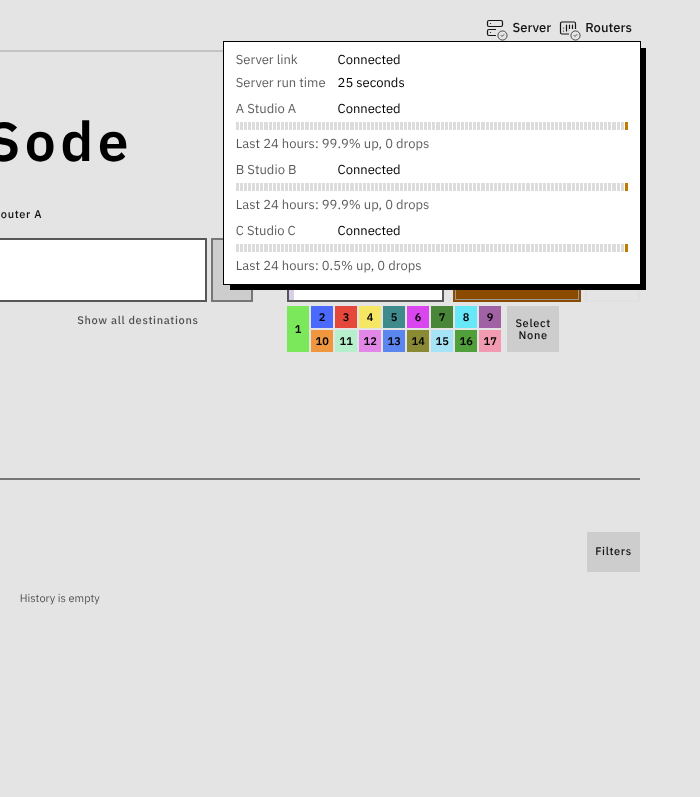 Server Routers
Server link Connected
Server run time 25 seconds
A Studio A Connected
Last 24 hours: 99.9% up, 0 drops
B Studio B Connected
Last 24 hours: 99.9% up, 0 drops
C Studio C Connected
Last 24 hours: 0.5% up, 0 drops
Sode
outer A
Show all destinations
1 2 3 4 5 6 7 8 9
10 11 12 13 14 15 16 17
Select
None
Filters
History is empty